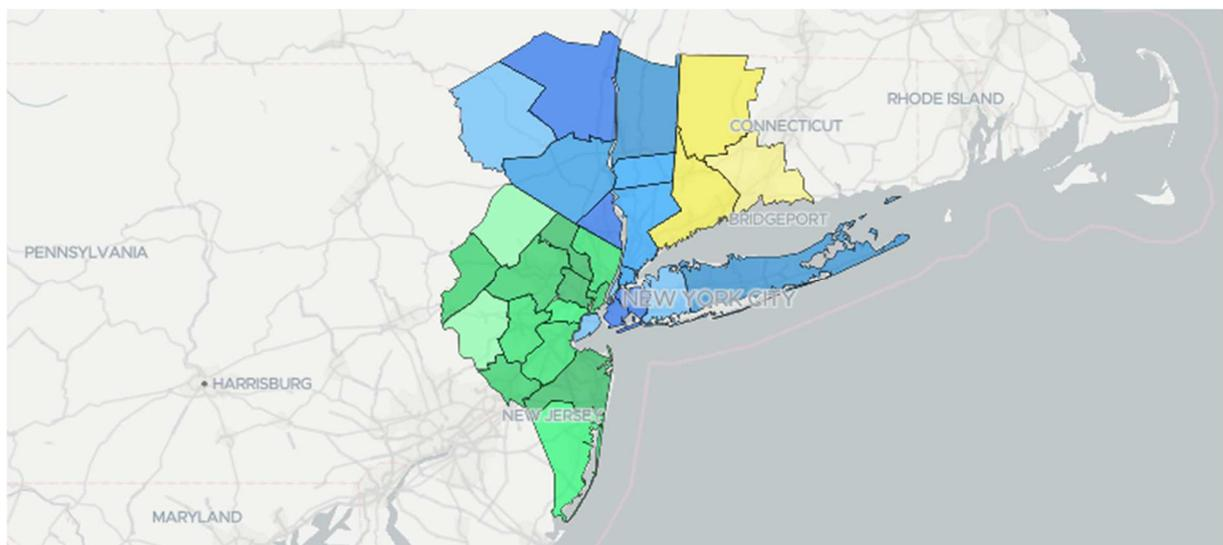 RHODE ISLAND
CONNECTICUT
BRIDGEPORT
PENNSYLVANIA
NEW YORK CITY
HARRISBURG
NEW JERSEY
MARYLAND